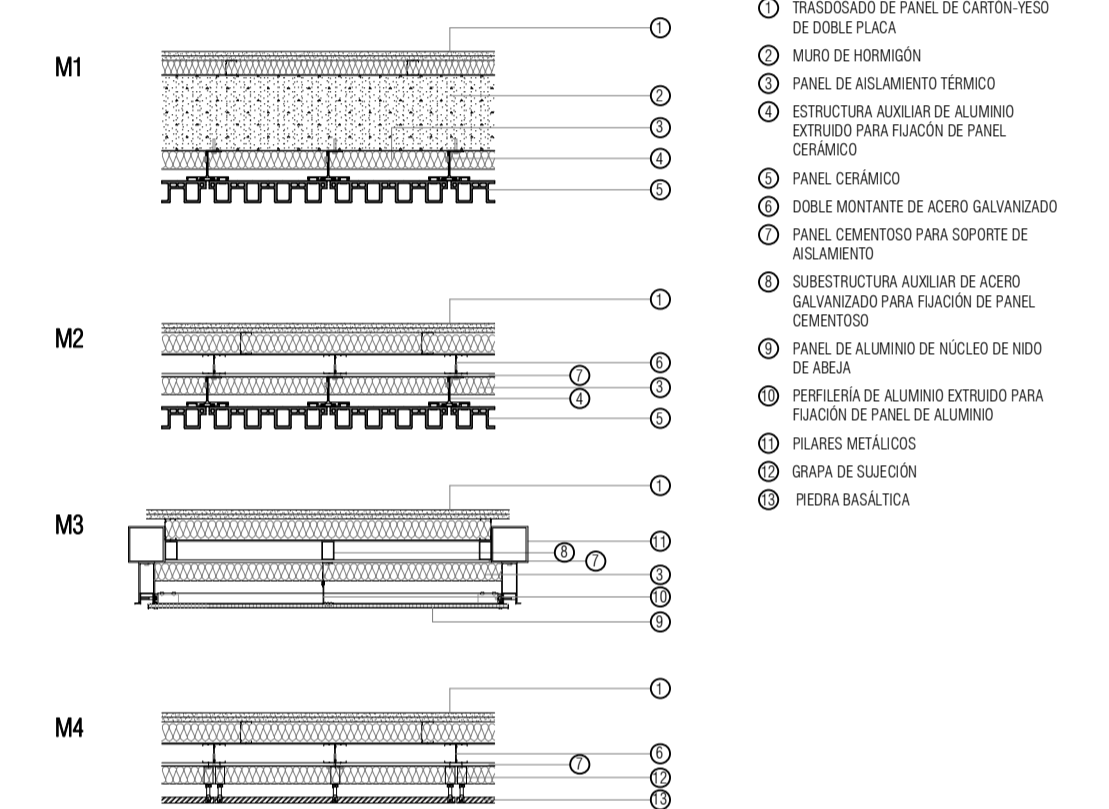 M1
1
2
3
4
5
M2
1
6
7
3
4
5
M3
1
11
8
7
3
10
9
M4
1
6
7
12
13
1 TRASDOSADO DE PANEL DE CARTÓN-YESO
DE DOBLE PLACA
2 MURO DE HORMIGÓN
3 PANEL DE AISLAMIENTO TÉRMICO
4 ESTRUCTURA AUXILIAR DE ALUMINIO
EXTRUIDO PARA FIJACÓN DE PANEL
CERÁMICO
5 PANEL CERÁMICO
6 DOBLE MONTANTE DE ACERO GALVANIZADO
7 PANEL CEMENTOSO PARA SOPORTE DE
AISLAMIENTO
8 SUBESTRUCTURA AUXILIAR DE ACERO
GALVANIZADO PARA FIJACIÓN DE PANEL
CEMENTOSO
9 PANEL DE ALUMINIO DE NÚCLEO DE NIDO
DE ABEJA
10 PERFILERÍA DE ALUMINIO EXTRUIDO PARA
FIJACIÓN DE PANEL DE ALUMINIO
11 PILARES METÁLICOS
12 GRAPA DE SUJECIÓN
13 PIEDRA BASÁLTICA